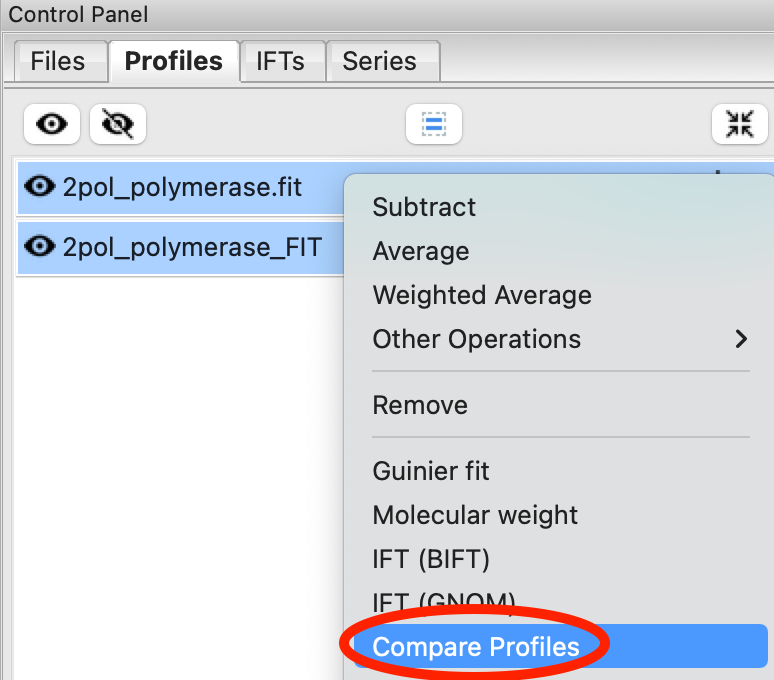 Control Panel
Files Profiles IFTs Series
2pol_polymerase.fit
2pol_polymerase_FIT
Subtract
Average
Weighted Average
Other Operations
Remove
Guinier fit
Molecular weight
IFT (BIFT)
IFT (GNOM)
Compare Profiles